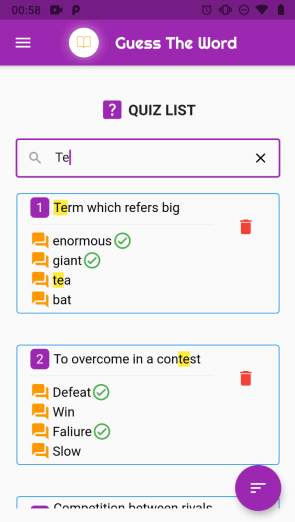 00:58
Guess The Word
? QUIZ LIST
Te
1 Term which refers big
enormous
giant
tea
bat
2 To overcome in a contest
Defeat
Win
Faliure
Slow
Competition between rivals